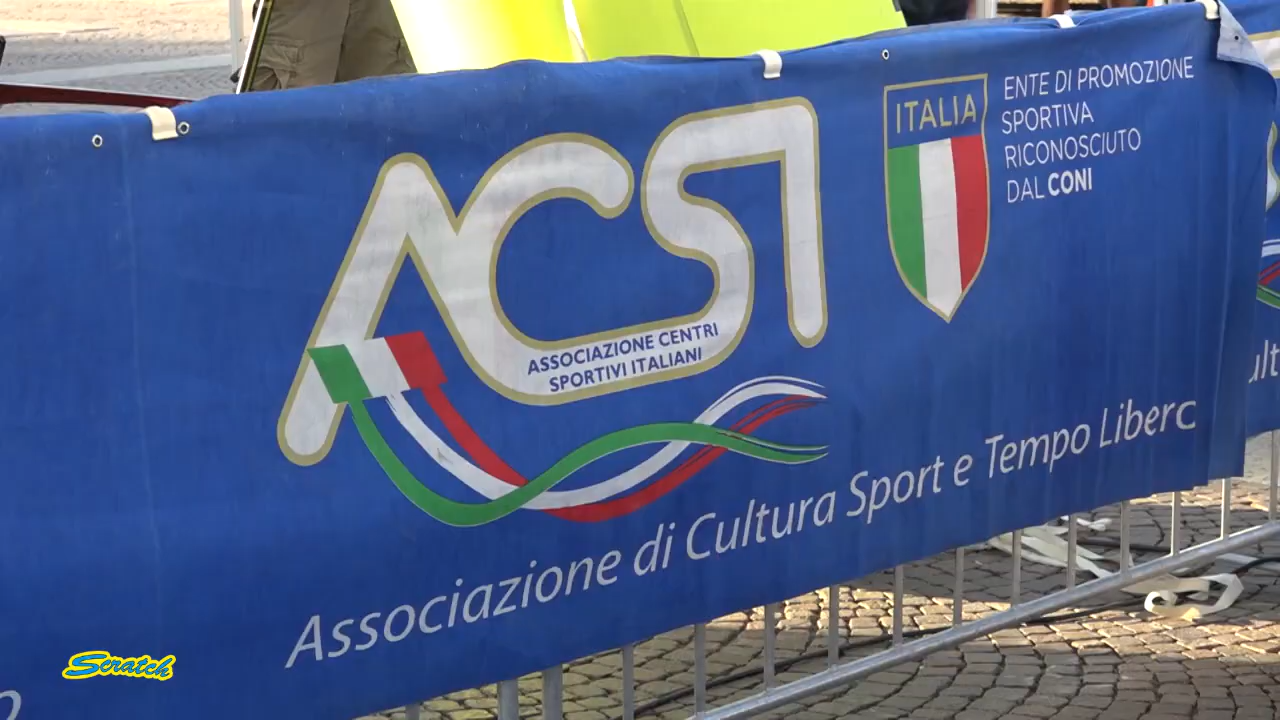 ACSI
ASSOCIAZIONE CENTRI
SPORTIVI ITALIANI
ITALIA
ENTE DI PROMOZIONE
SPORTIVA
RICONOSCIUTO
DAL CONI
Associazione di Cultura Sport e Tempo Libero
Scratch